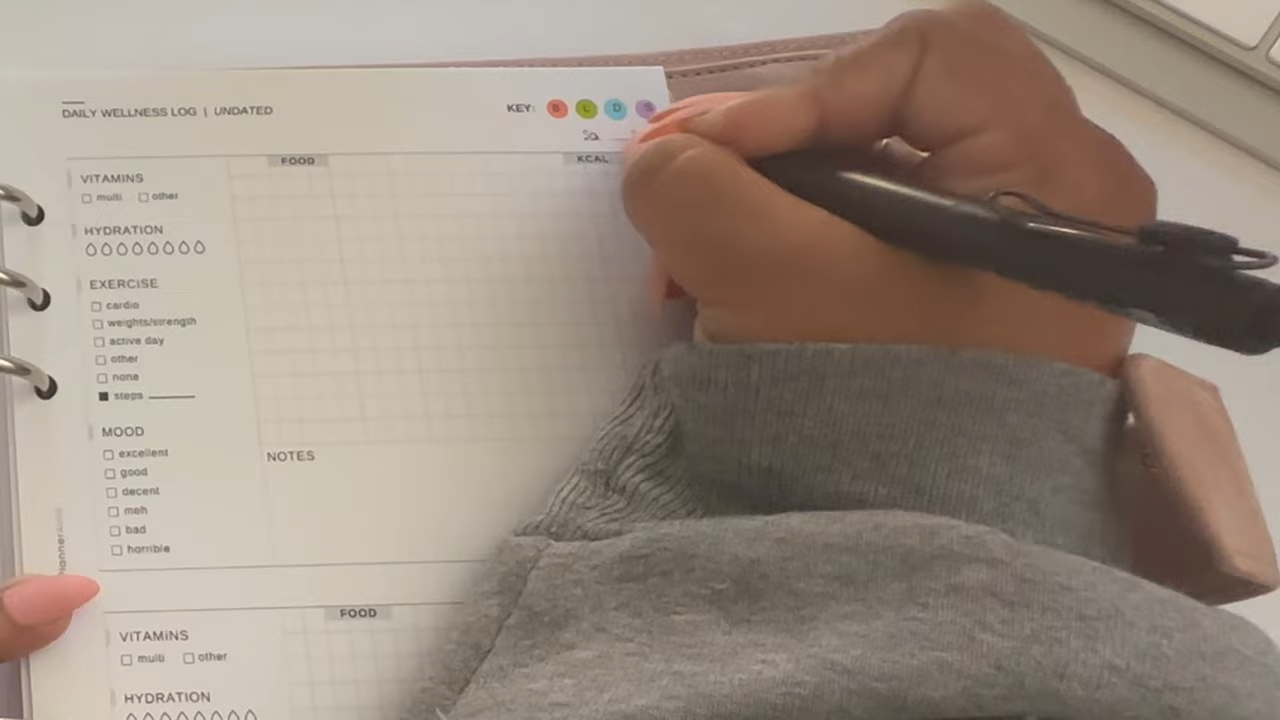 DAILY WELLNESS LOG | UNDATED
KEY: B L D S
Sa
FOOD KCAL
VITAMINS
multi other
HYDRATION
EXERCISE
cardio
weights/strength
active day
other
none
steps
MOOD
excellent
good
decent
meh
bad
horrible
NOTES
FOOD
VITAMINS
multi other
HYDRATION